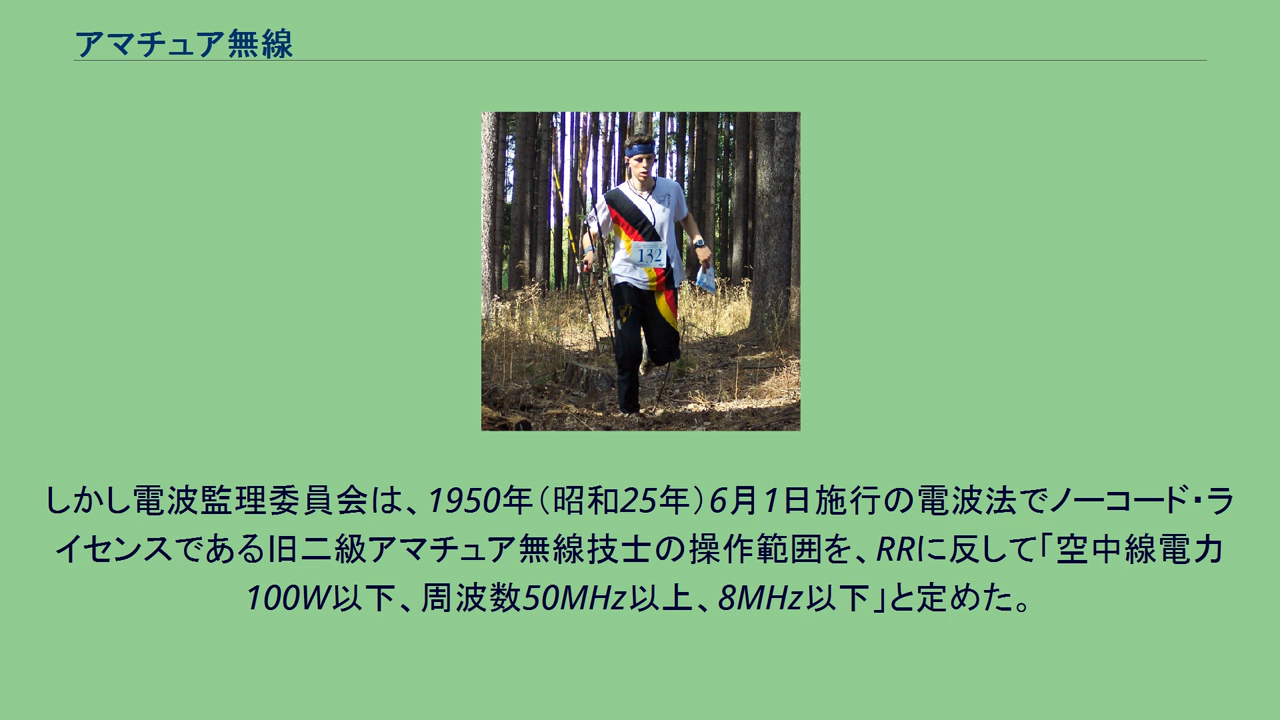 アマチュア無線
132
しかし電波監理委員会は、1950年（昭和25年）6月1日施行の電波法でノーコード・ラ
イセンスである旧二級アマチュア無線技士の操作範囲を、RRに反して「空中線電力
100W以下、周波数50MHz以上、8MHz以下」と定めた。